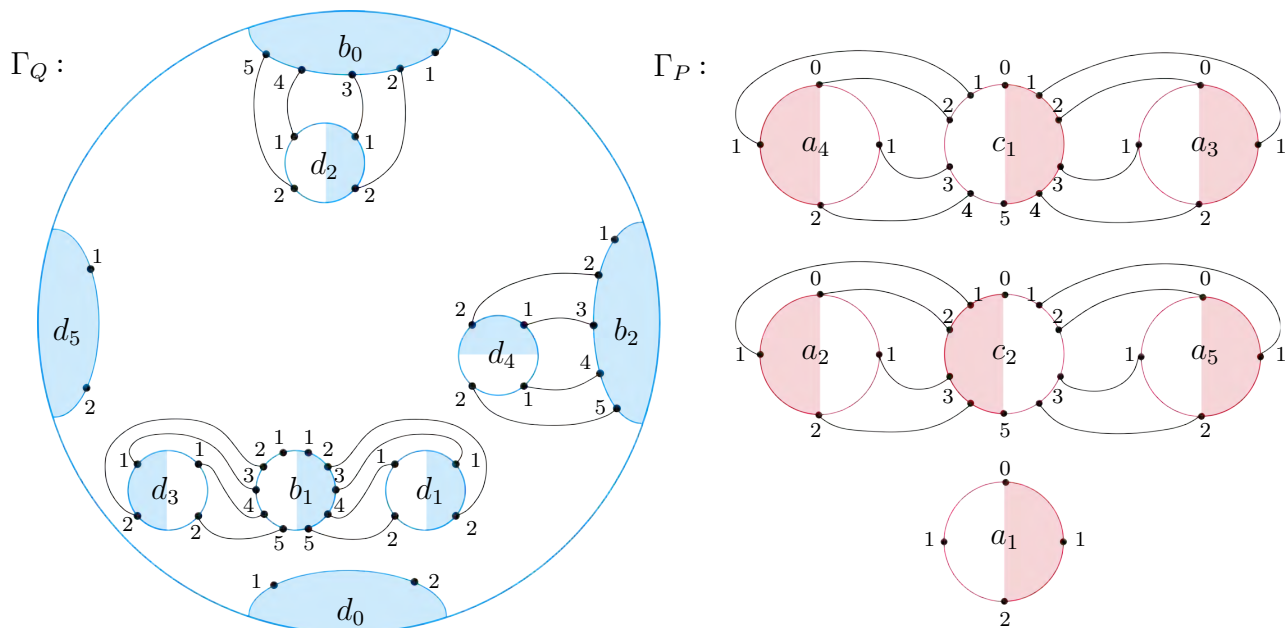 Γ_Q :
b_0
5 4 3 2 1
1 1
d_2
2 2
1
2
2 1 3
b_2
d_4
4
2 1
5
1
d_5
2
2 1 1 2
1 1 3 3 1 1
d_3 b_1 d_1
4 4
2 2 5 5 2 2
1 2
d_0
Γ_P :
0 1 0 1 0
2 2
1 a_4 1 c_1 1 a_3 1
3 3
2 4 5 4 2
0 1 0 1 0
2 2
1 a_2 1 c_2 1 a_5 1
3 3
2 5 2
0
1 a_1 1
2